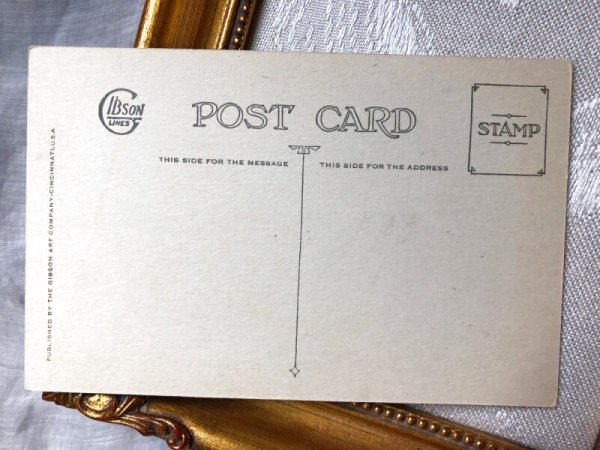 GIBSON
LINES
POST CARD
STAMP
THIS SIDE FOR THE MESSAGE
THIS SIDE FOR THE ADDRESS
PUBLISHED BY THE GIBSON ART COMPANY-CINCINNATI, U.S.A